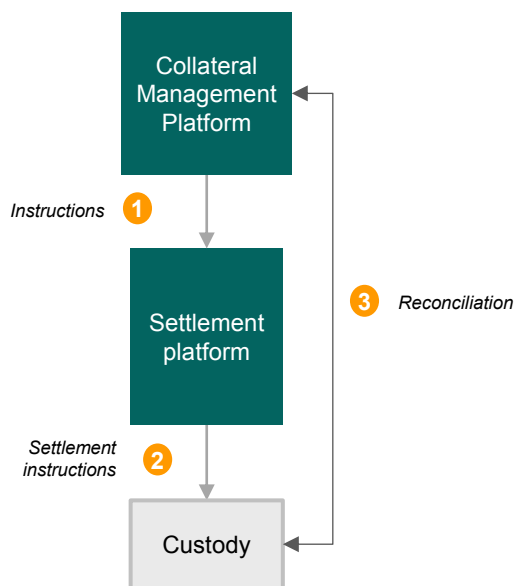 Collateral
Management
Platform
Instructions
1
Settlement
platform
3
Reconciliation
Settlement
instructions
2
Custody